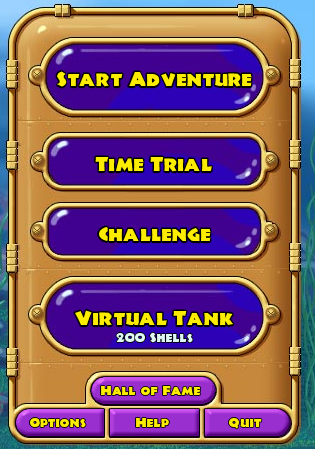 Start Adventure
Time Trial
Challenge
Virtual Tank
200 Shells
Hall of Fame
Options Help Quit